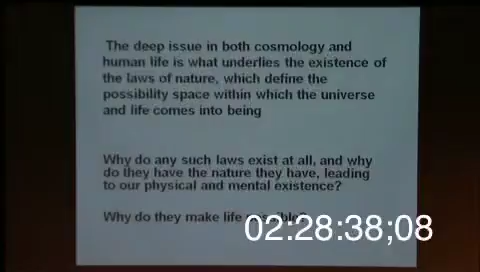 The deep issue in both cosmology and
human life is what underlies the existence of
the laws of nature, which define the
possibility space within which the universe
and life comes into being
Why do any such laws exist at all, and why
do they have the nature they have, leading
to our physical and mental existence?
Why do they make life possible?
02:28:38;08